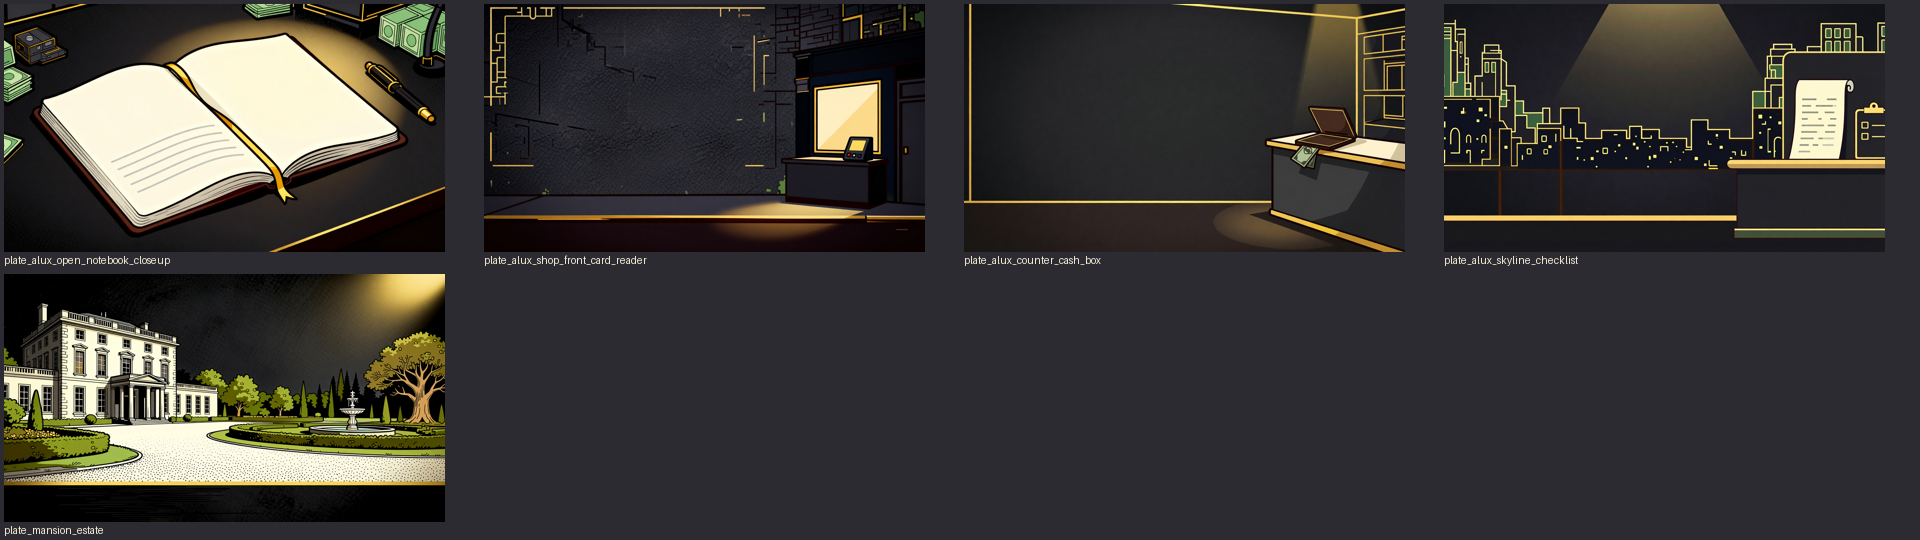 plate_alux_open_notebook_closeup
plate_alux_shop_front_card_reader
plate_alux_counter_cash_box
plate_alux_skyline_checklist
plate_mansion_estate